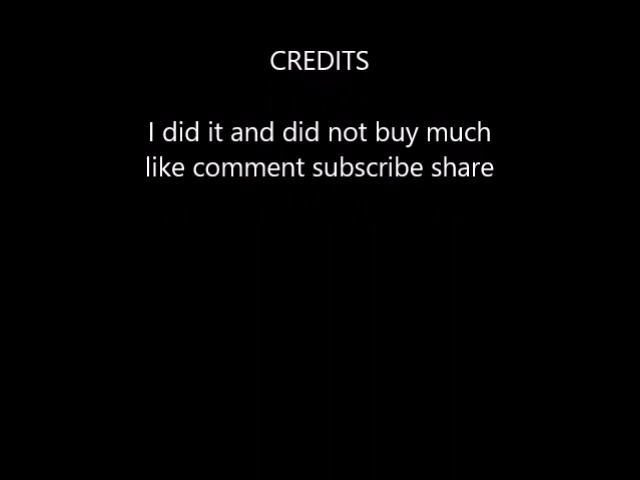 CREDITS
I did it and did not buy much
like comment subscribe share